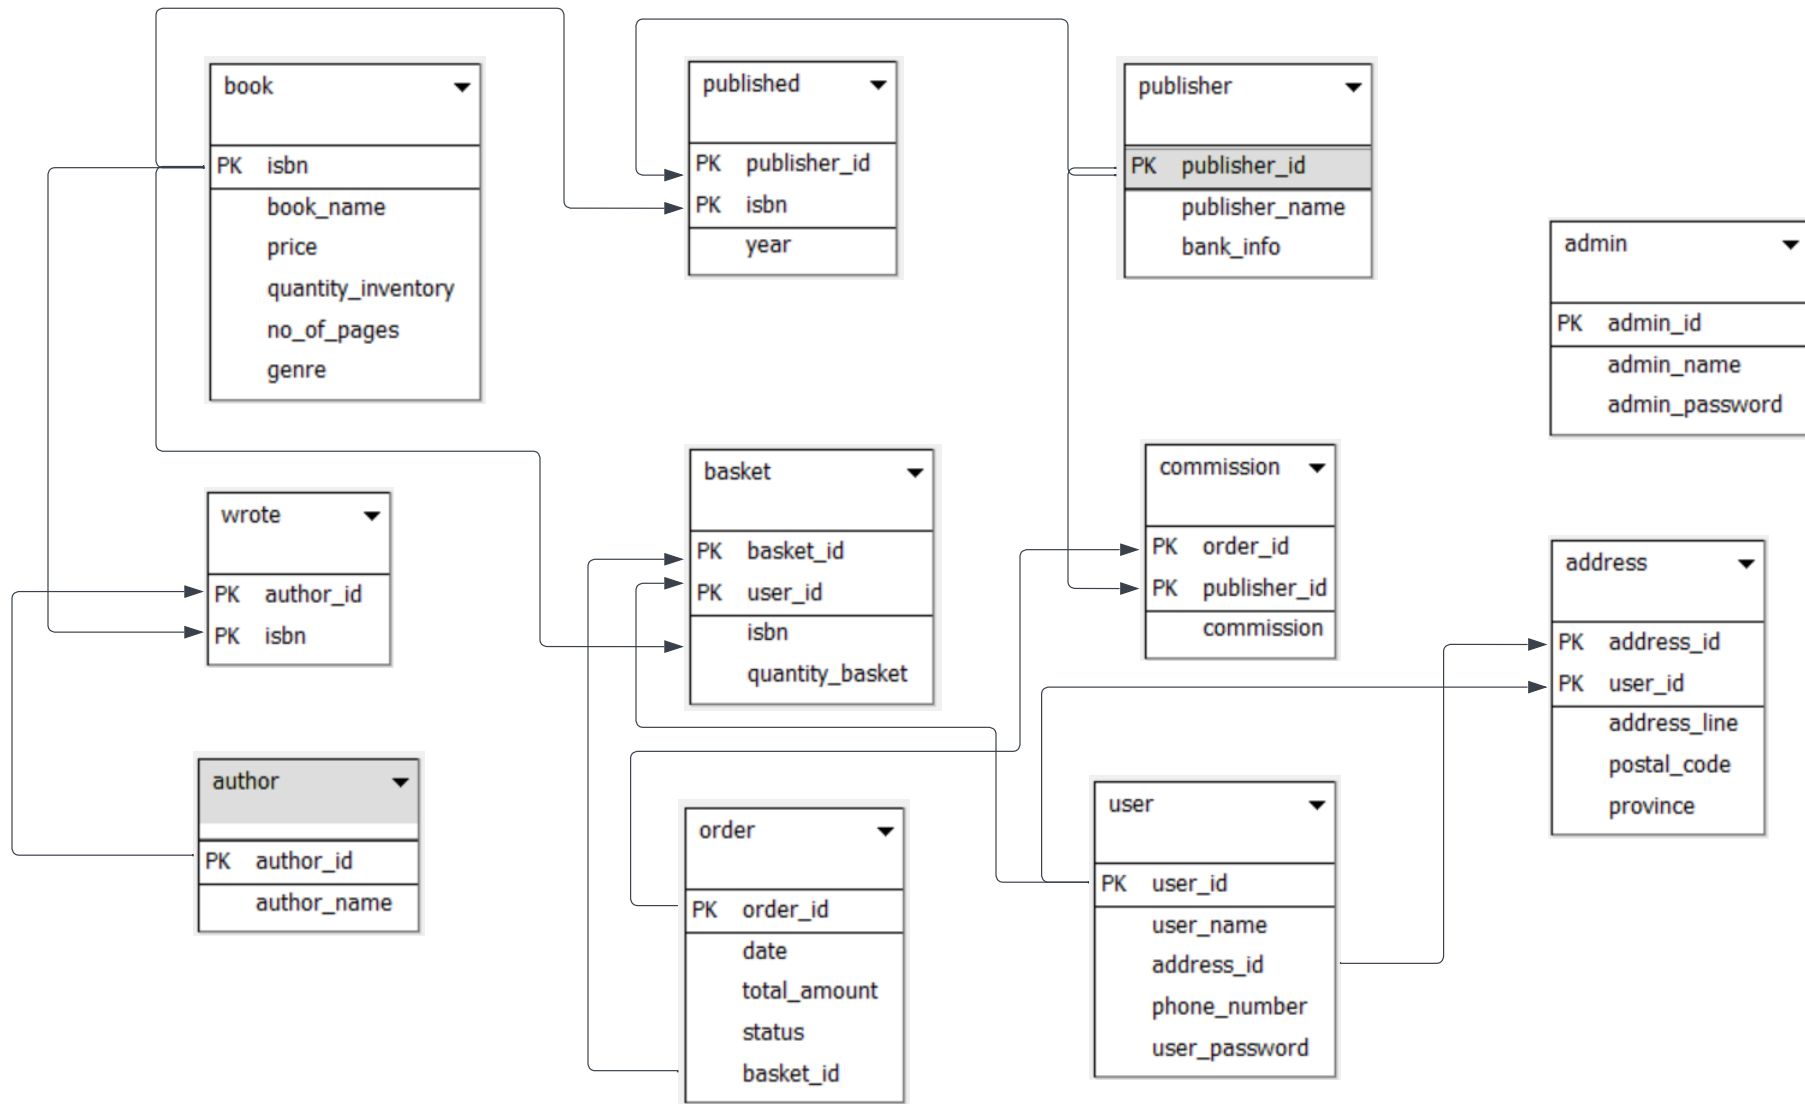 book
PK isbn
book_name
price
quantity_inventory
no_of_pages
genre
published
PK publisher_id
PK isbn
year
publisher
PK publisher_id
publisher_name
bank_info
admin
PK admin_id
admin_name
admin_password
wrote
PK author_id
PK isbn
basket
PK basket_id
PK user_id
isbn
quantity_basket
commission
PK order_id
PK publisher_id
commission
address
PK address_id
PK user_id
address_line
postal_code
province
author
PK author_id
author_name
order
PK order_id
date
total_amount
status
basket_id
user
PK user_id
user_name
address_id
phone_number
user_password